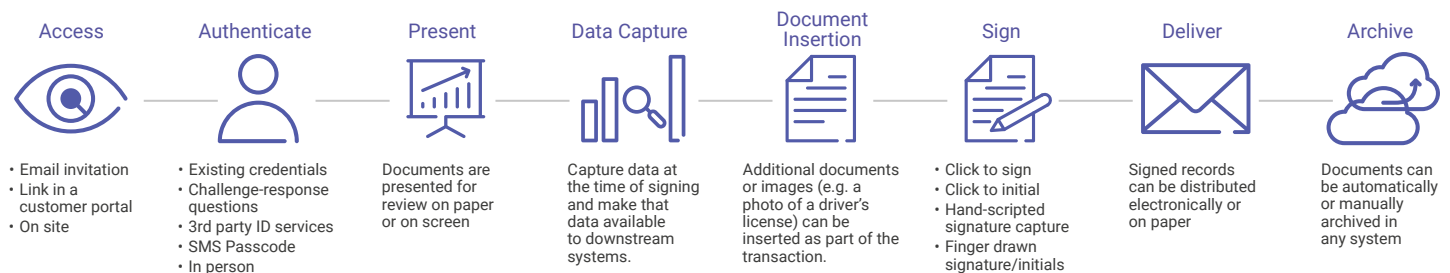 Access
• Email invitation
• Link in a
customer portal
• On site
Authenticate
• Existing credentials
• Challenge-response
questions
• 3rd party ID services
• SMS Passcode
• In person
Present
Documents are
presented for
review on paper
or on screen
Data Capture
Capture data at
the time of signing
and make that
data available
to downstream
systems.
Document
Insertion
Additional documents
or images (e.g. a
photo of a driver's
license) can be
inserted as part of the
transaction.
Sign
• Click to sign
• Click to initial
• Hand-scripted
signature capture
• Finger drawn
signature/initials
Deliver
Signed records
can be distributed
electronically or
on paper
Archive
Documents can
be automatically
or manually
archived in
any system